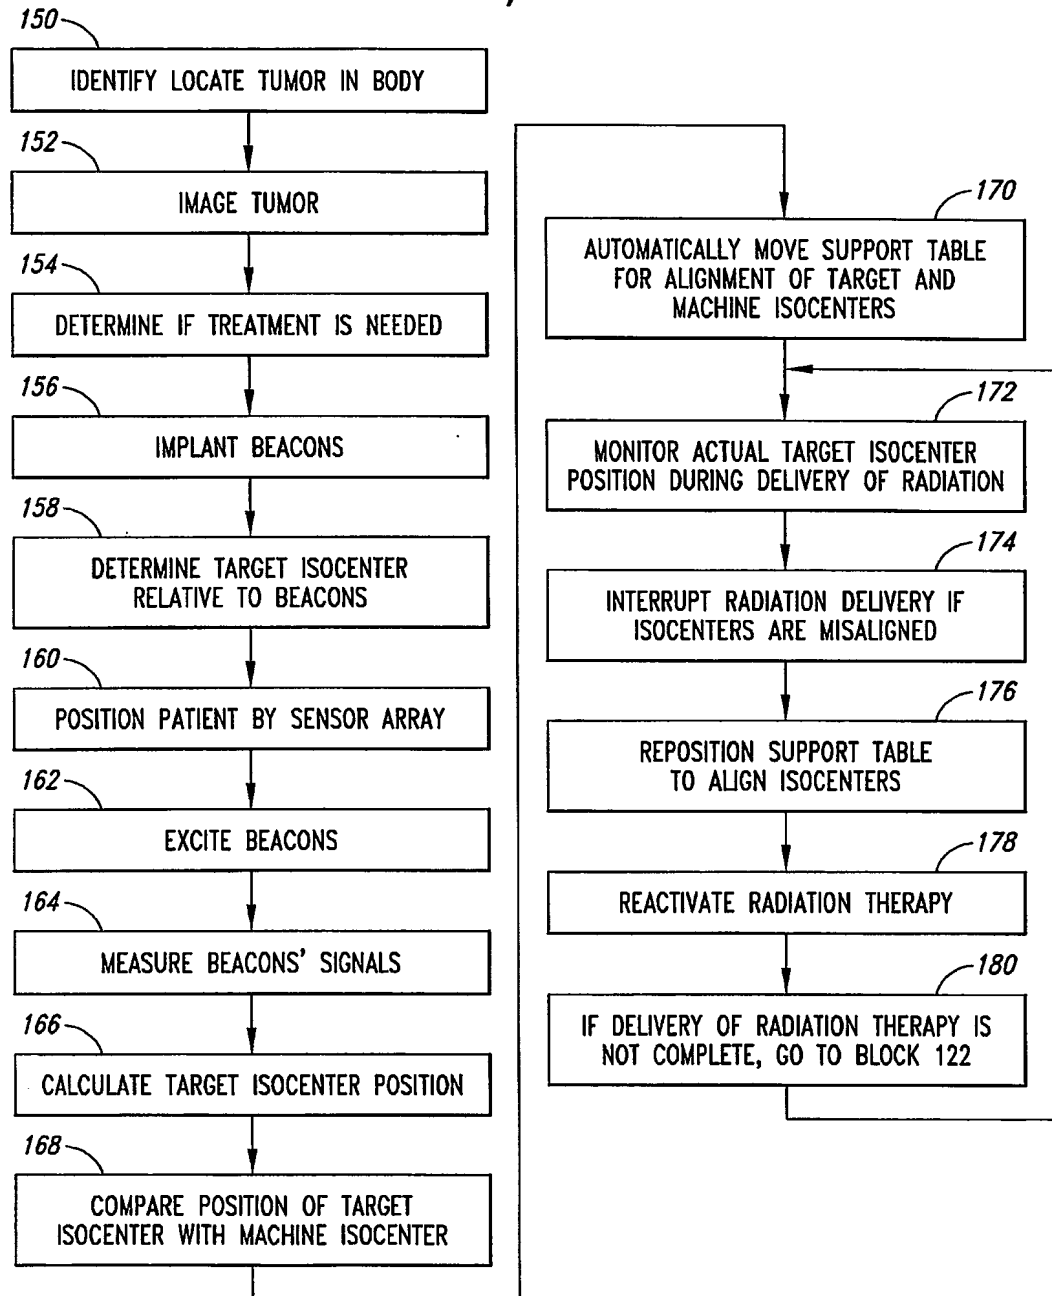 150
IDENTIFY LOCATE TUMOR IN BODY
152
IMAGE TUMOR
154
DETERMINE IF TREATMENT IS NEEDED
156
IMPLANT BEACONS
158
DETERMINE TARGET ISOCENTER
RELATIVE TO BEACONS
160
POSITION PATIENT BY SENSOR ARRAY
162
EXCITE BEACONS
164
MEASURE BEACONS' SIGNALS
166
CALCULATE TARGET ISOCENTER POSITION
168
COMPARE POSITION OF TARGET
ISOCENTER WITH MACHINE ISOCENTER
170
AUTOMATICALLY MOVE SUPPORT TABLE
FOR ALIGNMENT OF TARGET AND
MACHINE ISOCENTERS
172
MONITOR ACTUAL TARGET ISOCENTER
POSITION DURING DELIVERY OF RADIATION
174
INTERRUPT RADIATION DELIVERY IF
ISOCENTERS ARE MISALIGNED
176
REPOSITION SUPPORT TABLE
TO ALIGN ISOCENTERS
178
REACTIVATE RADIATION THERAPY
180
IF DELIVERY OF RADIATION THERAPY IS
NOT COMPLETE, GO TO BLOCK 122